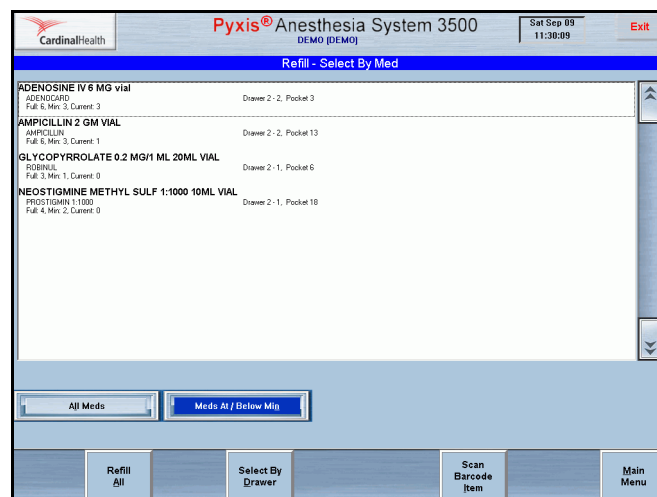 CardinalHealth
Pyxis® Anesthesia System 3500
DEMO [DEMO]
Sat Sep 09
11:30:09
Exit
Refill - Select By Med
ADENOSINE IV 6 MG vial
ADENOCARD Drawer 2 - 2, Pocket 3
Full: 6, Min: 3, Current: 3
AMPICILLIN 2 GM VIAL
AMPICILLIN Drawer 2 - 2, Pocket 13
Full: 6, Min: 3, Current: 1
GLYCOPYRROLATE 0.2 MG/1 ML 20ML VIAL
ROBINUL Drawer 2 - 1, Pocket 6
Full: 3, Min: 1, Current: 0
NEOSTIGMINE METHYL SULF 1:1000 10ML VIAL
PROSTIGMIN 1:1000 Drawer 2 - 1, Pocket 18
Full: 4, Min: 2, Current: 0
All Meds
Meds At / Below Min
Refill
All
Select By
Drawer
Scan
Barcode
Item
Main
Menu